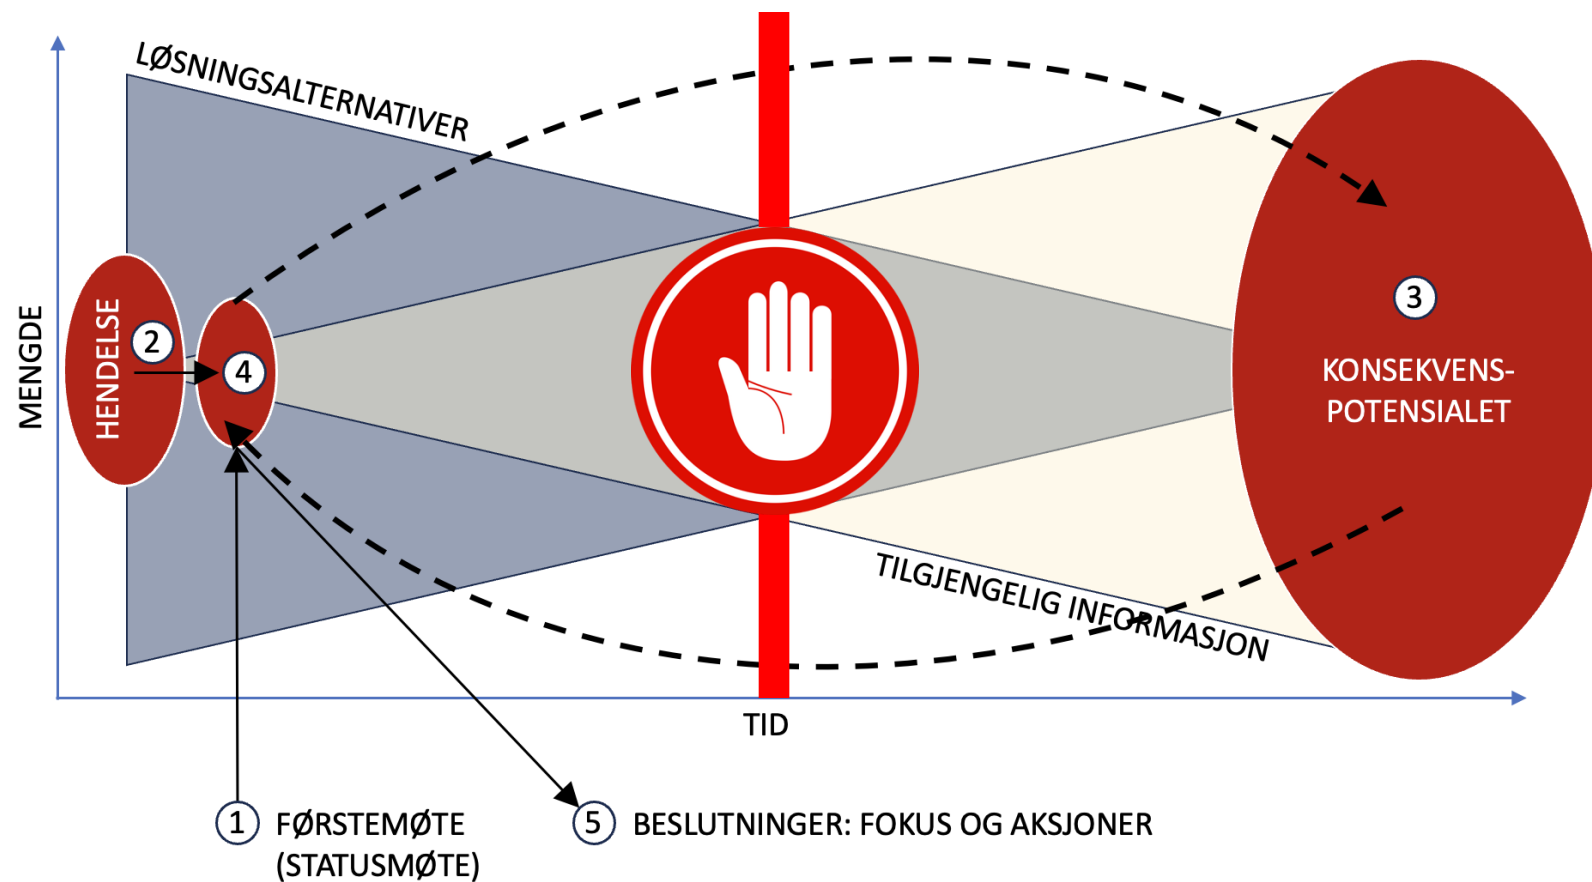 LØSNINGSALTERNATIVER
MENGDE
HENDELSE
2
4
3
KONSEKVENS-
POTENSIALET
TILGJENGELIG INFORMASJON
TID
1
FØRSTEMØTE
(STATUSMØTE)
5
BESLUTNINGER: FOKUS OG AKSJONER